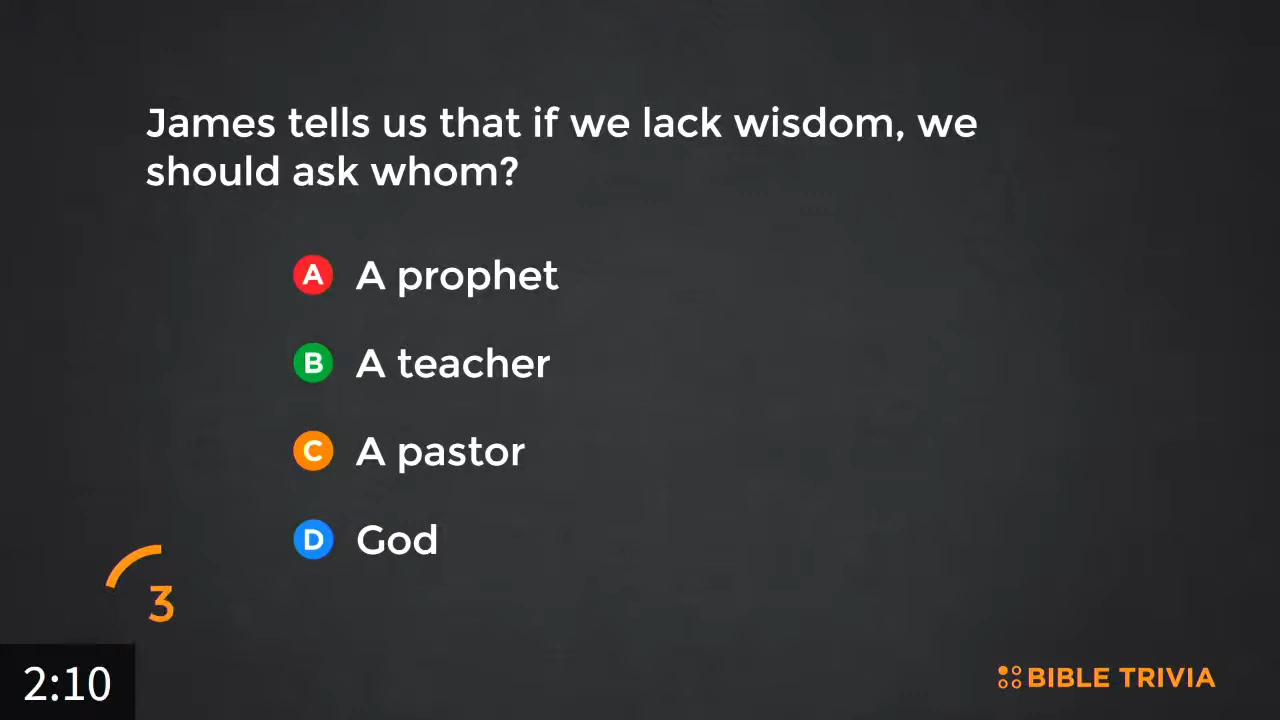 James tells us that if we lack wisdom, we
should ask whom?
A A prophet
B A teacher
C A pastor
D God
3
2:10
BIBLE TRIVIA